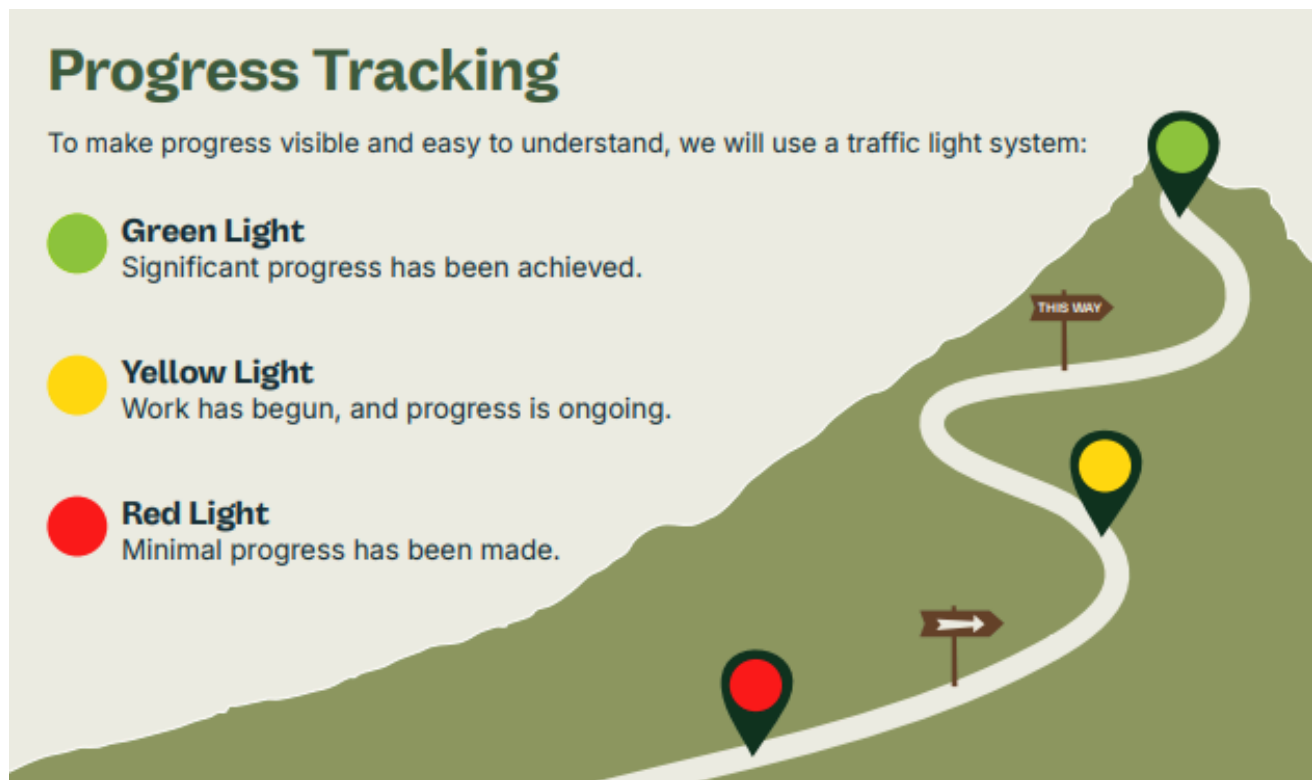 Progress Tracking
To make progress visible and easy to understand, we will use a traffic light system:
Green Light
Significant progress has been achieved.
THIS WAY
Yellow Light
Work has begun, and progress is ongoing.
Red Light
Minimal progress has been made.